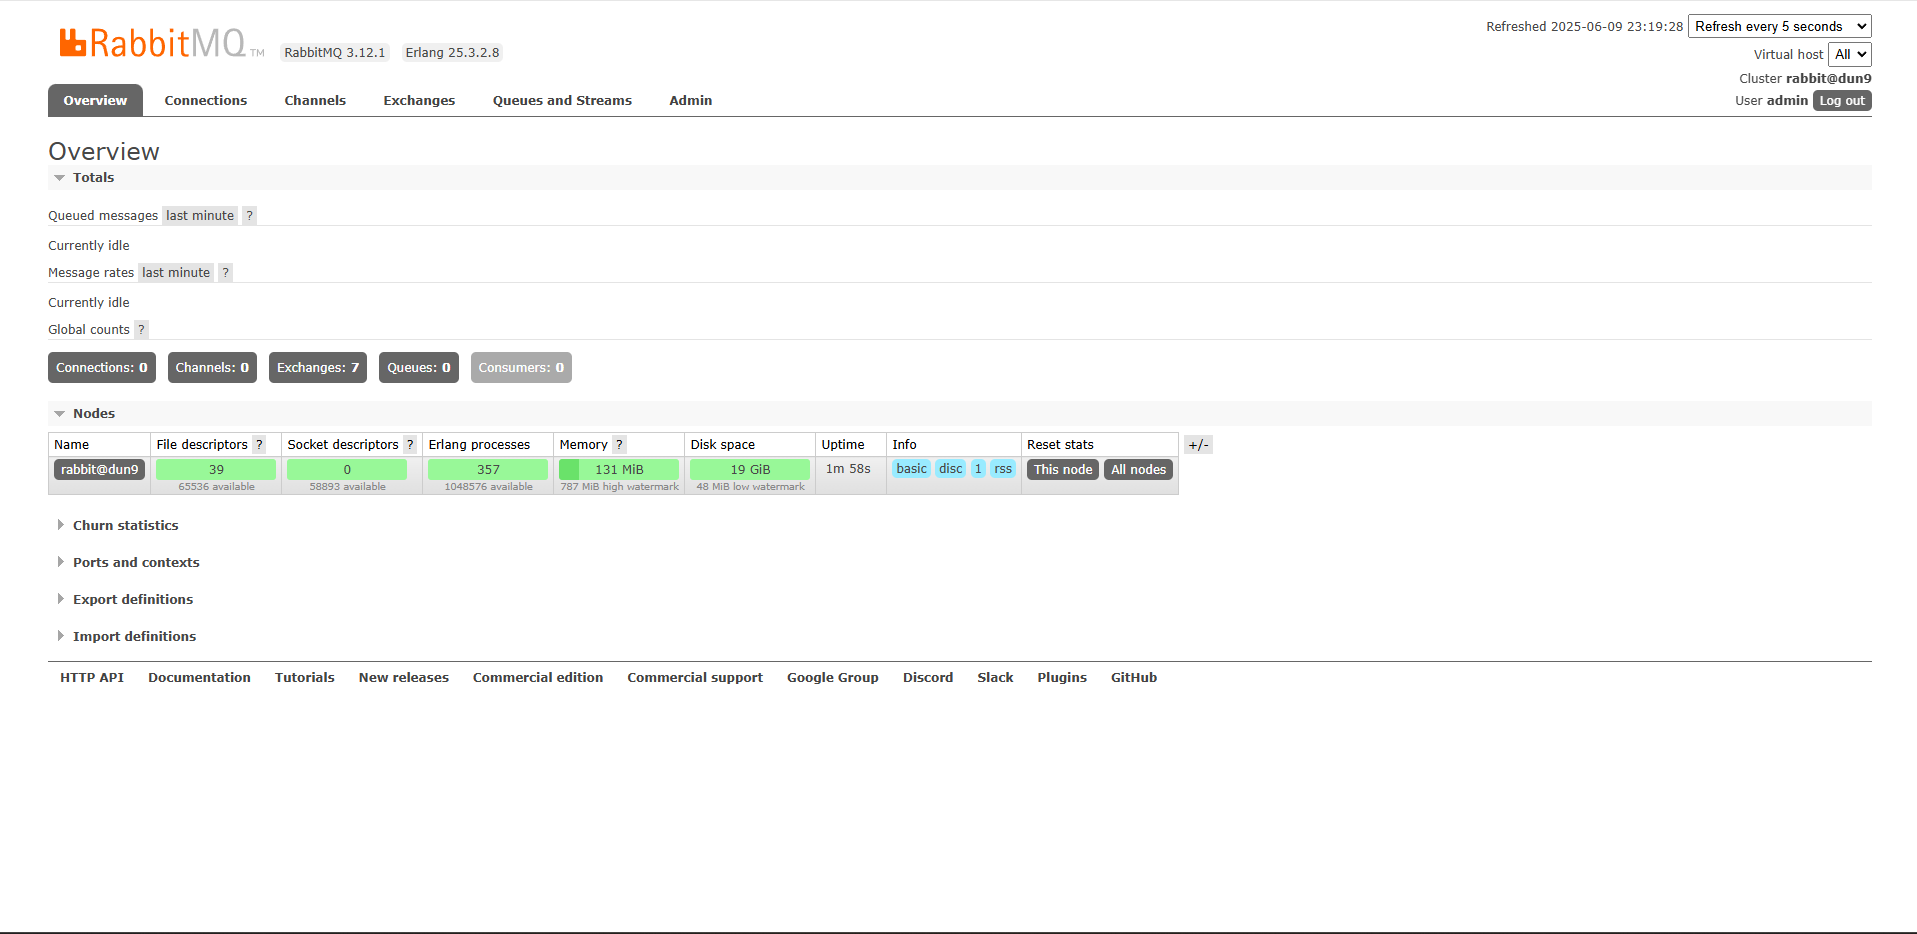 RabbitMQ TM RabbitMQ 3.12.1 Erlang 25.3.2.8
Refreshed 2025-06-09 23:19:28 Refresh every 5 seconds
Virtual host All
Cluster rabbit@dun9
User admin Log out
Overview Connections Channels Exchanges Queues and Streams Admin
Overview
Totals
Queued messages last minute ?
Currently idle
Message rates last minute ?
Currently idle
Global counts ?
Connections: 0 Channels: 0 Exchanges: 7 Queues: 0 Consumers: 0
Nodes
Name File descriptors ? Socket descriptors ? Erlang processes Memory ? Disk space Uptime Info Reset stats +/-
rabbit@dun9 39 0 357 131 MiB 19 GiB 1m 58s basic disc 1 rss This node All nodes
65536 available 58893 available 1048576 available 787 MiB high watermark 48 MiB low watermark
Churn statistics
Ports and contexts
Export definitions
Import definitions
HTTP API Documentation Tutorials New releases Commercial edition Commercial support Google Group Discord Slack Plugins GitHub